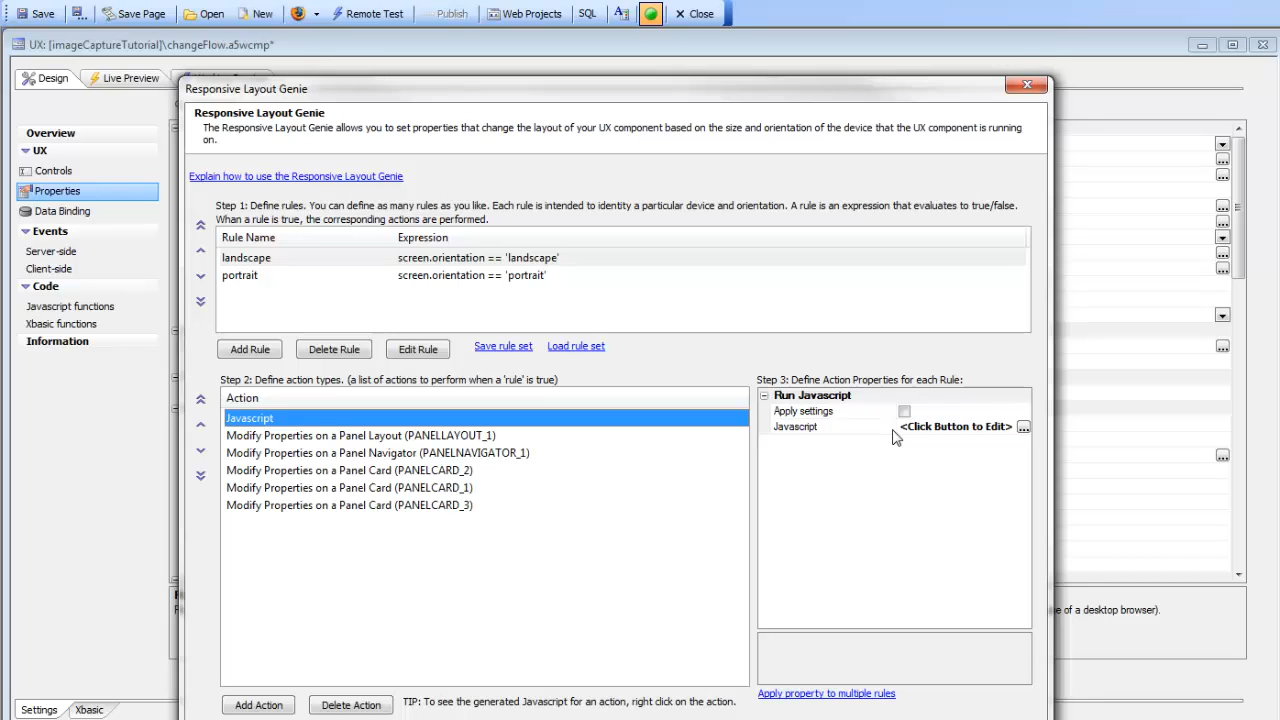 Save Save Page Open New Remote Test Publish Web Projects SQL A Close
UX: [imageCaptureTutorial]\changeFlow.a5wcmp*
Design Live Preview
Responsive Layout Genie
Responsive Layout Genie
The Responsive Layout Genie allows you to set properties that change the layout of your UX component based on the size and orientation of the device that the UX component is running
on.
Overview
UX
Controls
Properties
Data Binding
Events
Server-side
Client-side
Code
Javascript functions
Xbasic functions
Information
Explain how to use the Responsive Layout Genie
Step 1: Define rules. You can define as many rules as you like. Each rule is intended to identity a particular device and orientation. A rule is an expression that evaluates to true/false.
When a rule is true, the corresponding actions are performed.
Rule Name Expression
landscape screen.orientation == 'landscape'
portrait screen.orientation == 'portrait'
Add Rule Delete Rule Edit Rule Save rule set Load rule set
Step 2: Define action types. (a list of actions to perform when a 'rule' is true)
Action
Javascript
Modify Properties on a Panel Layout (PANELLAYOUT_1)
Modify Properties on a Panel Navigator (PANELNAVIGATOR_1)
Modify Properties on a Panel Card (PANELCARD_2)
Modify Properties on a Panel Card (PANELCARD_1)
Modify Properties on a Panel Card (PANELCARD_3)
Step 3: Define Action Properties for each Rule:
Run Javascript
Apply settings
Javascript <Click Button to Edit> ...
Apply property to multiple rules
Add Action Delete Action TIP: To see the generated Javascript for an action, right click on the action.
e of a desktop browser).
Settings Xbasic